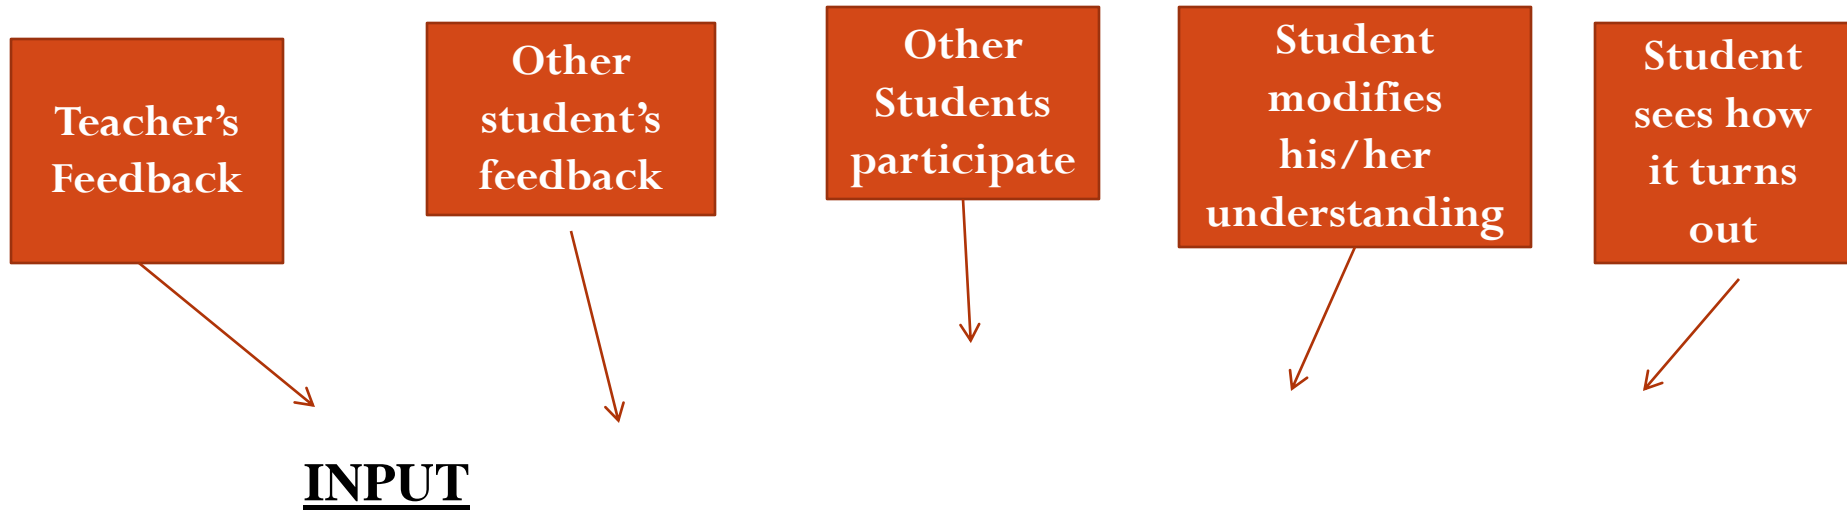 Teacher’s
Feedback
Other
student’s
feedback
Other
Students
participate
Student
modifies
his/her
understanding
Student
sees how
it turns
out
INPUT